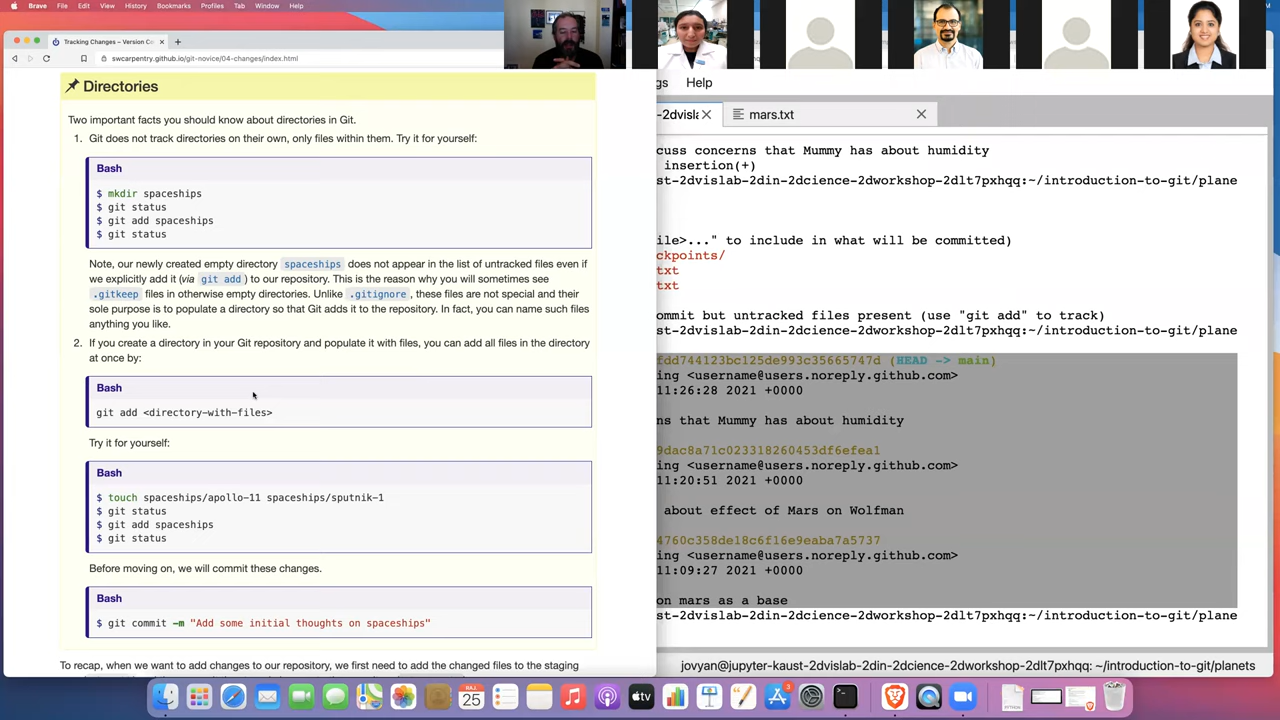 Brave File Edit View History Bookmarks Profiles Tab Window Help
Tracking Changes – Version Co
swcarpentry.github.io/git-novice/04-changes/index.html
Directories
Two important facts you should know about directories in Git.
1. Git does not track directories on their own, only files within them. Try it for yourself:
Bash
$ mkdir spaceships
$ git status
$ git add spaceships
$ git status
Note, our newly created empty directory spaceships does not appear in the list of untracked files even if
we explicitly add it (via git add ) to our repository. This is the reason why you will sometimes see
.gitkeep files in otherwise empty directories. Unlike .gitignore , these files are not special and their
sole purpose is to populate a directory so that Git adds it to the repository. In fact, you can name such files
anything you like.
2. If you create a directory in your Git repository and populate it with files, you can add all files in the directory
at once by:
Bash
git add <directory-with-files>
Try it for yourself:
Bash
$ touch spaceships/apollo-11 spaceships/sputnik-1
$ git status
$ git add spaceships
$ git status
Before moving on, we will commit these changes.
Bash
$ git commit -m "Add some initial thoughts on spaceships"
To recap, when we want to add changes to our repository, we first need to add the changed files to the staging
gs Help
-2dvisla mars.txt
cuss concerns that Mummy has about humidity
insertion(+)
st-2dvislab-2din-2dcience-2dworkshop-2dlt7pxhqq:~/introduction-to-git/plane
ile>..." to include in what will be committed)
ckpoints/
txt
txt
ommit but untracked files present (use "git add" to track)
st-2dvislab-2din-2dcience-2dworkshop-2dlt7pxhqq:~/introduction-to-git/plane
fdd744123bc125de993c35665747d (HEAD -> main)
ing <username@users.noreply.github.com>
11:26:28 2021 +0000
ns that Mummy has about humidity
9dac8a71c023318260453df6efea1
ing <username@users.noreply.github.com>
11:20:51 2021 +0000
about effect of Mars on Wolfman
4760c358de18c6f16e9eaba7a5737
ing <username@users.noreply.github.com>
11:09:27 2021 +0000
on mars as a base
st-2dvislab-2din-2dcience-2dworkshop-2dlt7pxhqq:~/introduction-to-git/plane
jovyan@jupyter-kaust-2dvislab-2din-2dcience-2dworkshop-2dlt7pxhqq: ~/introduction-to-git/planets
25
tv
3